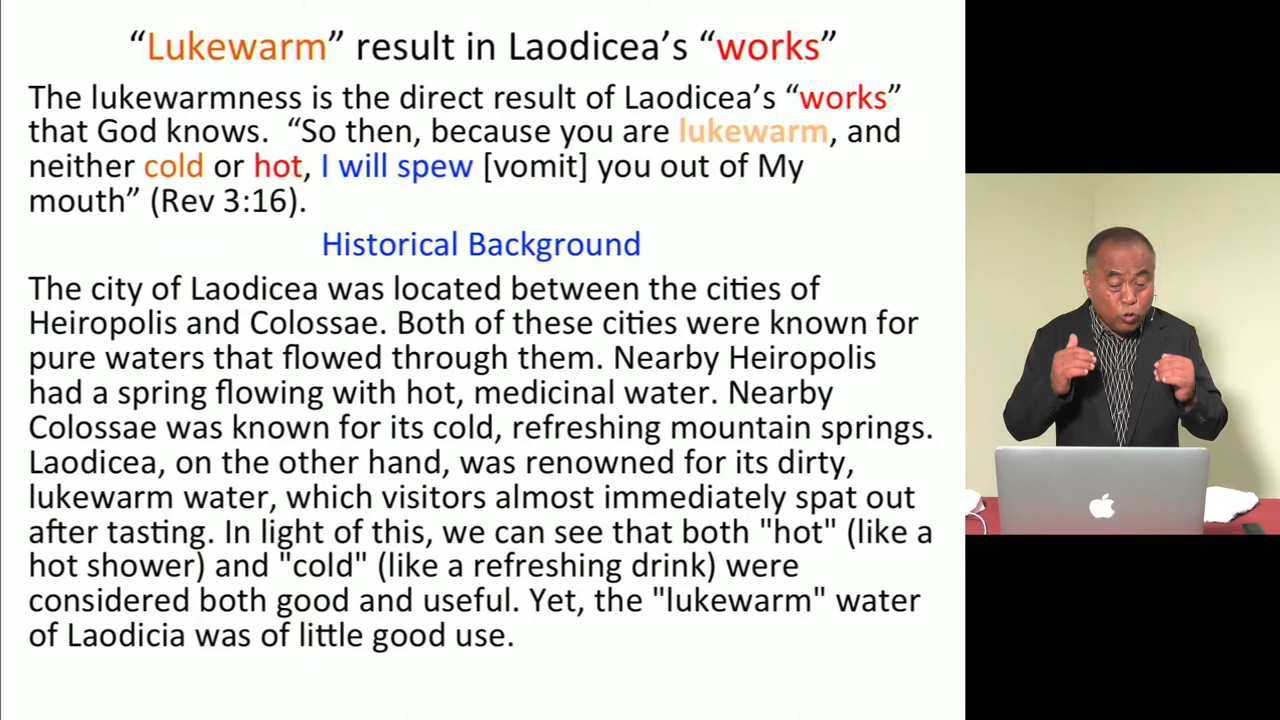 “Lukewarm” result in Laodicea’s “works”
The lukewarmness is the direct result of Laodicea’s “works”
that God knows.  “So then, because you are lukewarm, and
neither cold or hot, I will spew [vomit] you out of My
mouth” (Rev 3:16).
Historical Background
The city of Laodicea was located between the cities of
Heiropolis and Colossae. Both of these cities were known for
pure waters that flowed through them. Nearby Heiropolis
had a spring flowing with hot, medicinal water. Nearby
Colossae was known for its cold, refreshing mountain springs.
Laodicea, on the other hand, was renowned for its dirty,
lukewarm water, which visitors almost immediately spat out
after tasting. In light of this, we can see that both "hot" (like a
hot shower) and "cold" (like a refreshing drink) were
considered both good and useful. Yet, the "lukewarm" water
of Laodicia was of little good use.